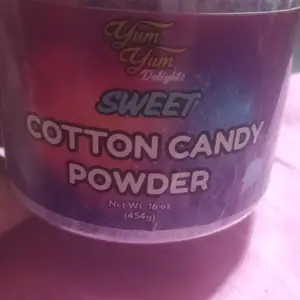 Yum
Yum
Delights
SWEET
COTTON CANDY
POWDER
Net Wt. 16 oz
(454g)